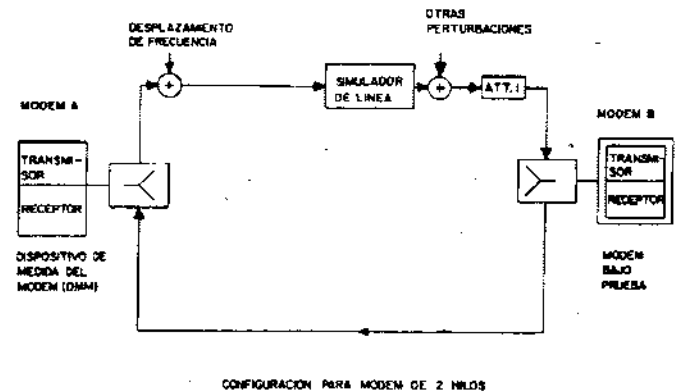 DESPLAZAMIENTO
DE FRECUENCIA
OTRAS
PERTURBACIONES
SIMULADOR
DE LINEA
ATT.1
MODEM A
MODEM B
TRANSMI-
SOR
RECEPTOR
TRANSMI-
SOR
RECEPTOR
DISPOSITIVO DE
MEDIDA DEL
MODEM (DMM)
MODEM
BAJO
PRUEBA
CONFIGURACION PARA MODEM DE 2 HILOS